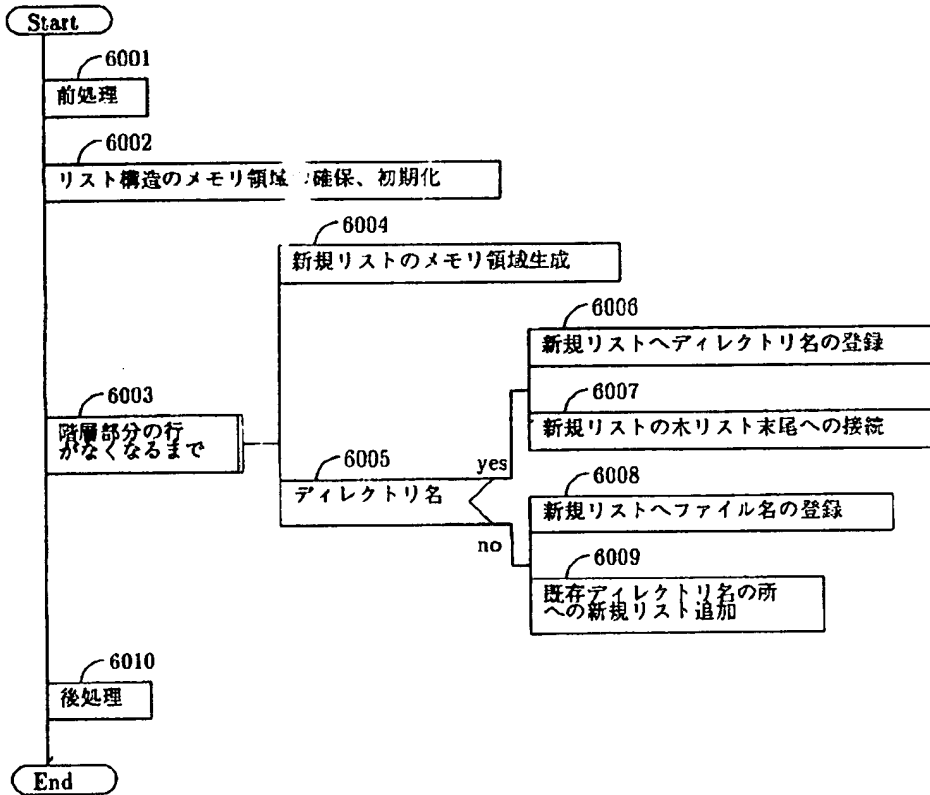 Start
6001
前処理
6002
リスト構造のメモリ領域 確保、初期化
6004
新規リストのメモリ領域生成
6006
新規リストへディレクトリ名の登録
6003
階層部分の行
がなくなるまで
6007
新規リストの木リスト末尾への接続
6005
ディレクトリ名
yes
no
6008
新規リストへファイル名の登録
6009
既存ディレクトリ名の所
への新規リスト追加
6010
後処理
End